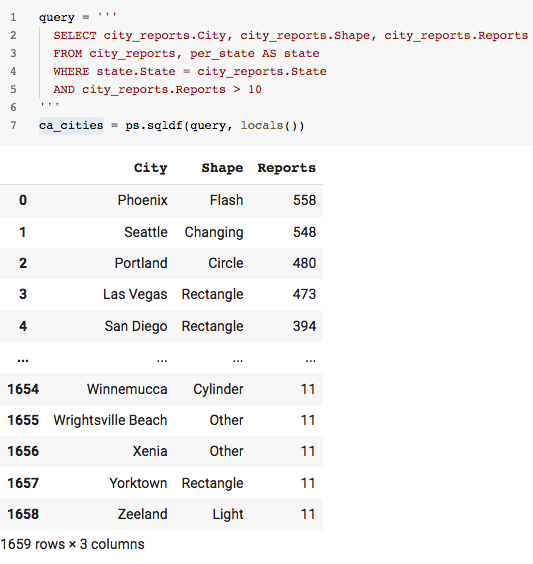 1 query = '''
2 SELECT city_reports.City, city_reports.Shape, city_reports.Reports
3 FROM city_reports, per_state AS state
4 WHERE state.State = city_reports.State
5 AND city_reports.Reports > 10
6 '''
7 ca_cities = ps.sqldf(query, locals())
City Shape Reports
0 Phoenix Flash 558
1 Seattle Changing 548
2 Portland Circle 480
3 Las Vegas Rectangle 473
4 San Diego Rectangle 394
... ... ... ...
1654 Winnemucca Cylinder 11
1655 Wrightsville Beach Other 11
1656 Xenia Other 11
1657 Yorktown Rectangle 11
1658 Zeeland Light 11
1659 rows × 3 columns